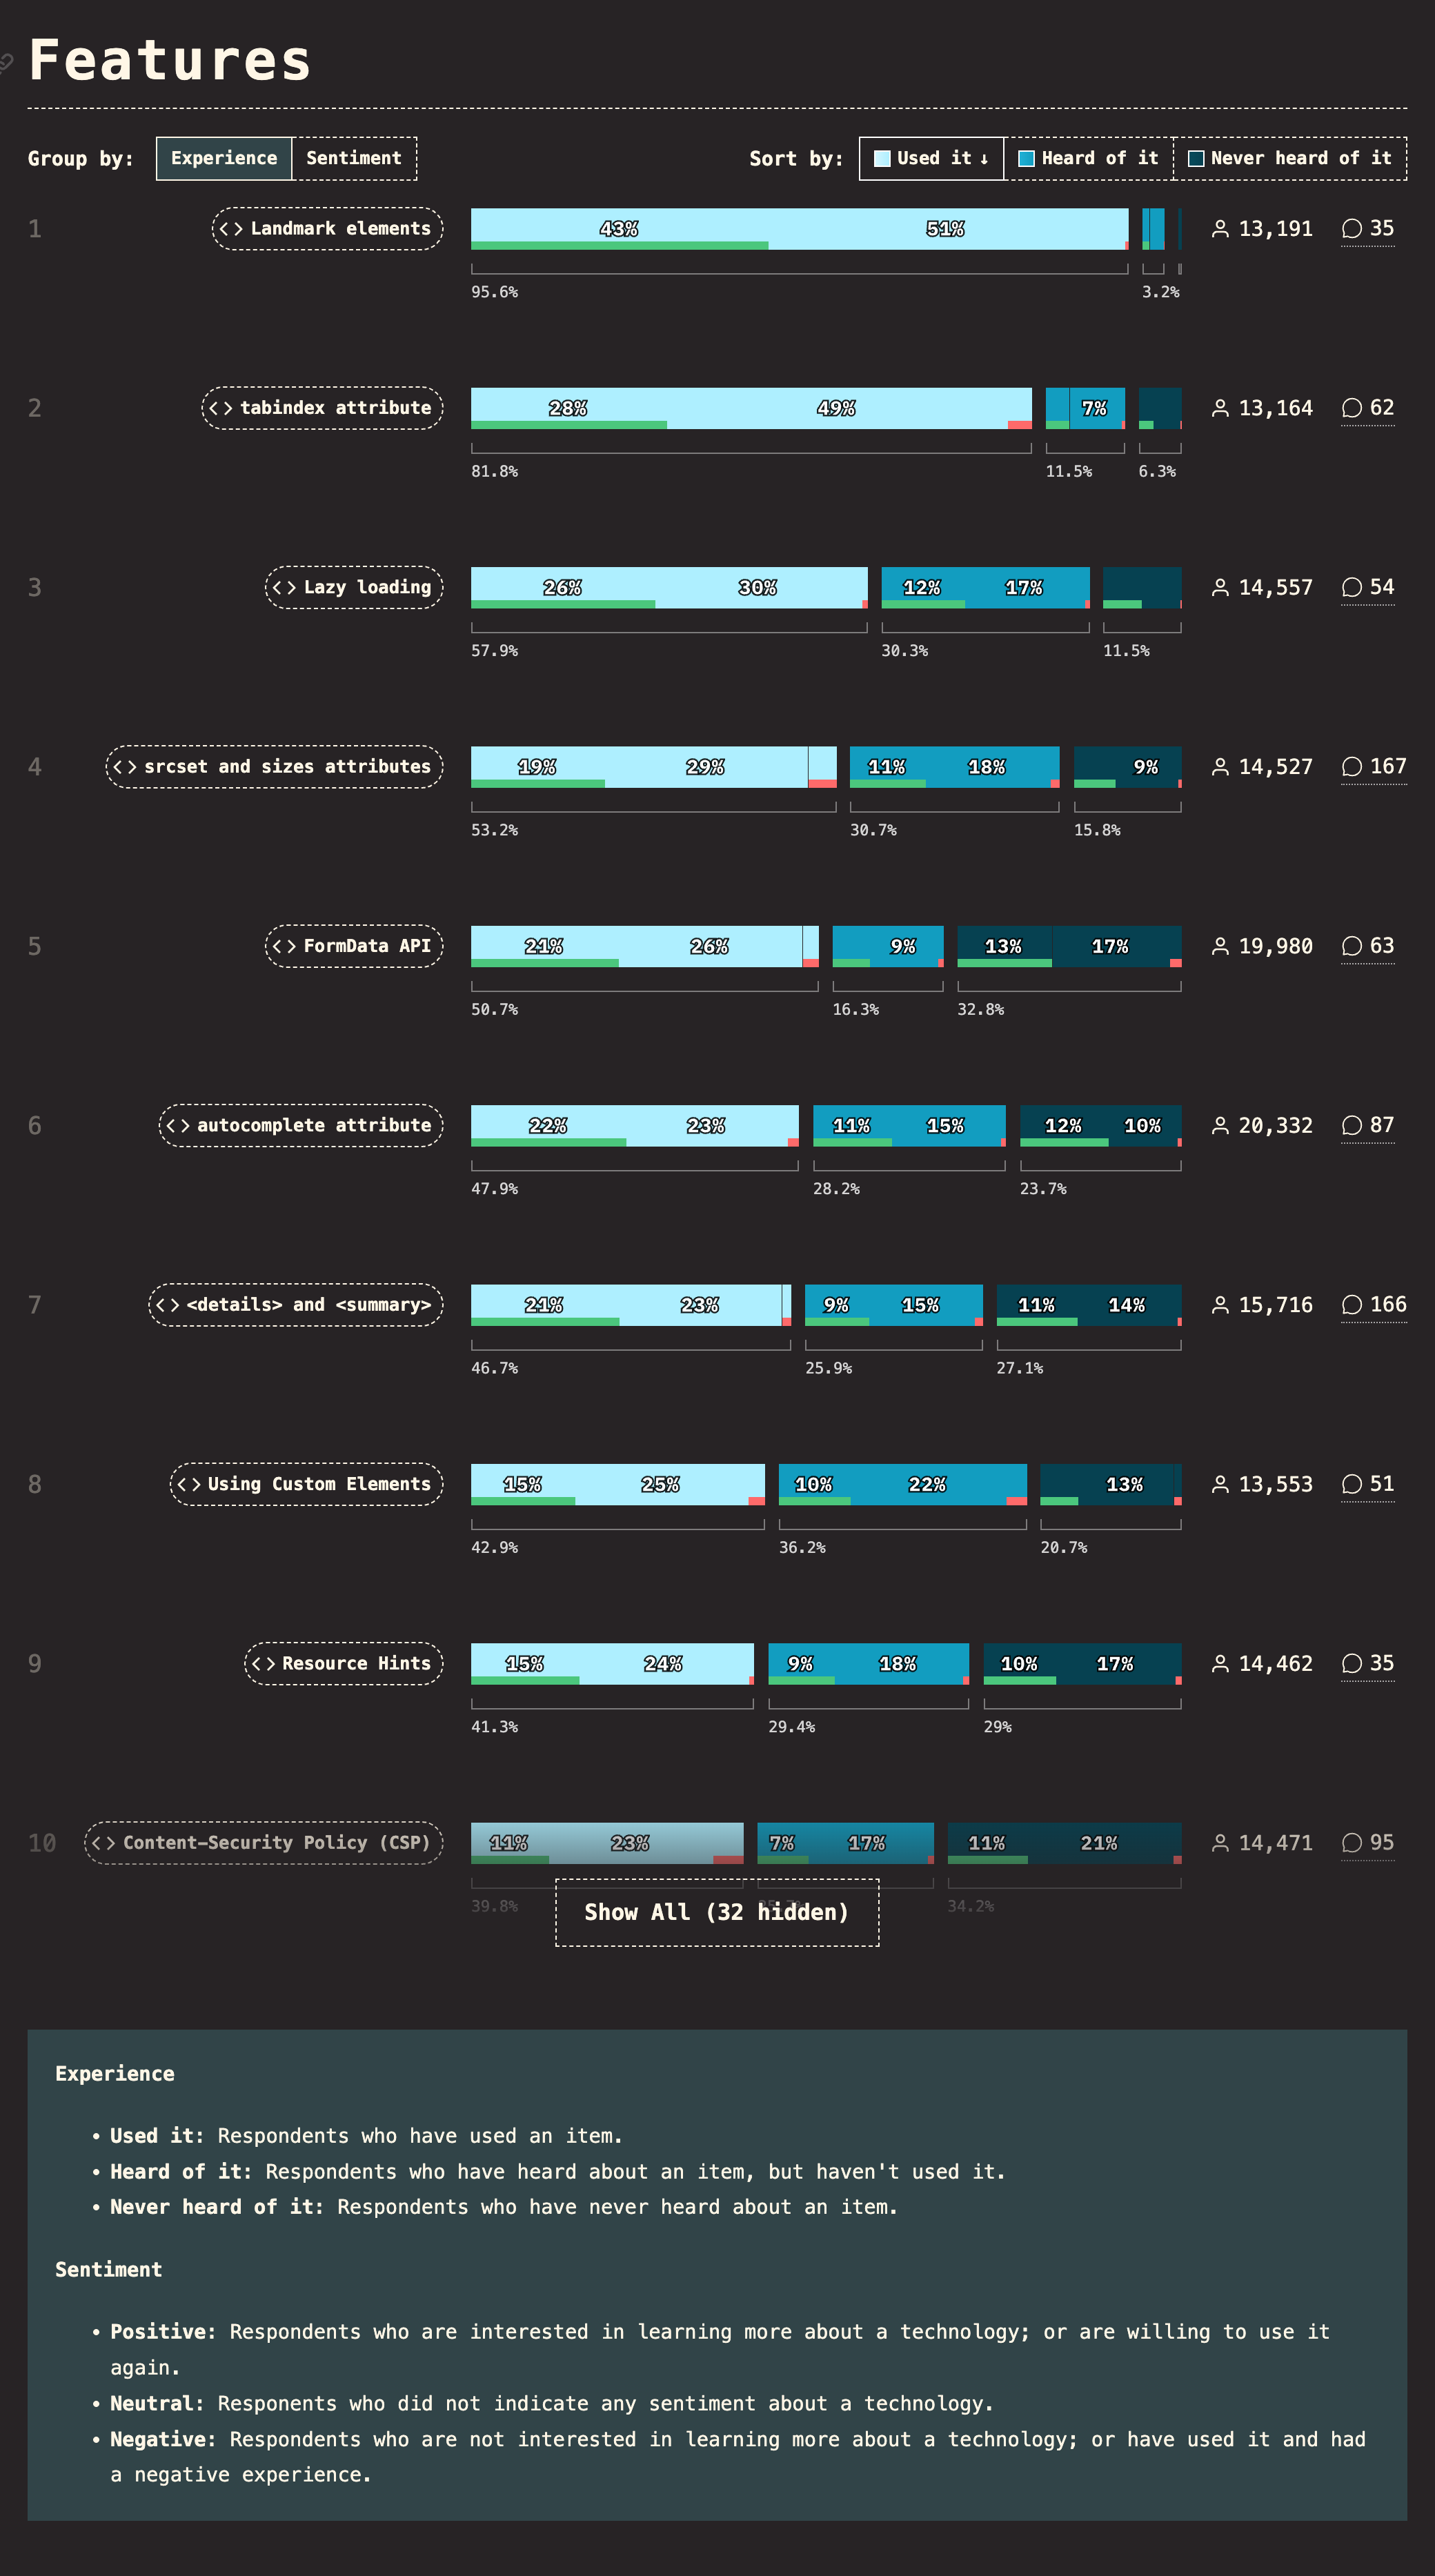 Features
Group by: Experience Sentiment Sort by: Used it ↓ Heard of it Never heard of it
1 <> Landmark elements 43% 51% 13,191 35
95.6% 3.2%
2 <> tabindex attribute 28% 49% 7% 13,164 62
81.8% 11.5% 6.3%
3 <> Lazy loading 26% 30% 12% 17% 14,557 54
57.9% 30.3% 11.5%
4 <> srcset and sizes attributes 19% 29% 11% 18% 9% 14,527 167
53.2% 30.7% 15.8%
5 <> FormData API 21% 26% 9% 13% 17% 19,980 63
50.7% 16.3% 32.8%
6 <> autocomplete attribute 22% 23% 11% 15% 12% 10% 20,332 87
47.9% 28.2% 23.7%
7 <> <details> and <summary> 21% 23% 9% 15% 11% 14% 15,716 166
46.7% 25.9% 27.1%
8 <> Using Custom Elements 15% 25% 10% 22% 13% 13,553 51
42.9% 36.2% 20.7%
9 <> Resource Hints 15% 24% 9% 18% 10% 17% 14,462 35
41.3% 29.4% 29%
10 <> Content-Security Policy (CSP) 11% 23% 7% 17% 11% 21% 14,471 95
39.8% 34.2%
Show All (32 hidden)
Experience
• Used it: Respondents who have used an item.
• Heard of it: Respondents who have heard about an item, but haven't used it.
• Never heard of it: Respondents who have never heard about an item.
Sentiment
• Positive: Respondents who are interested in learning more about a technology; or are willing to use it
again.
• Neutral: Responents who did not indicate any sentiment about a technology.
• Negative: Respondents who are not interested in learning more about a technology; or have used it and had
a negative experience.